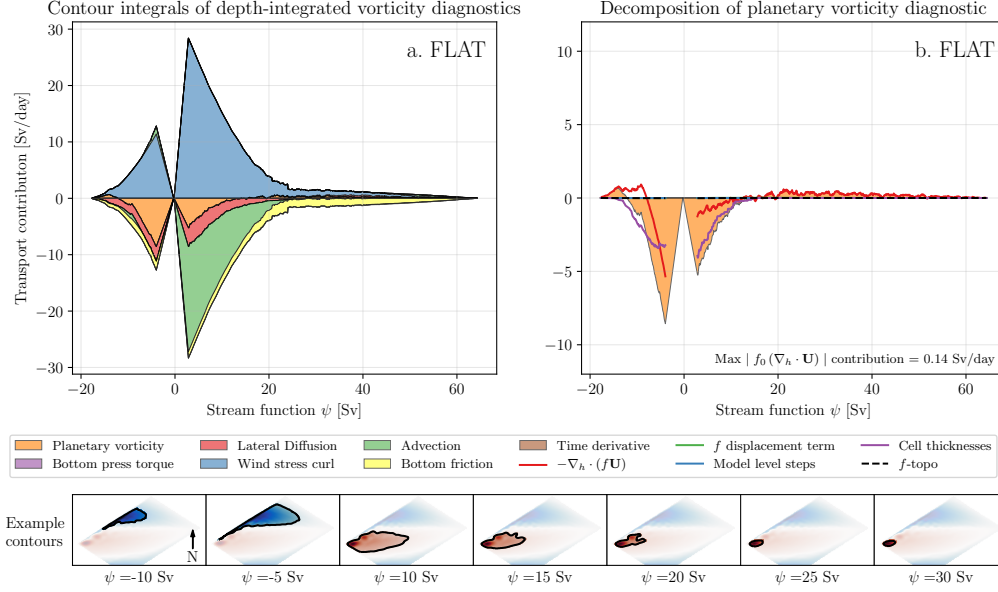 Contour integrals of depth-integrated vorticity diagnostics
Decomposition of planetary vorticity diagnostic
a. FLAT
b. FLAT
30
20
10
0
−10
−20
−30
Transport contribution [Sv/day]
−20
0
20
40
60
Stream function ψ [Sv]
10
5
0
−5
−10
Max | f₀ (∇ₕ · U) | contribution = 0.14 Sv/day
−20
0
20
40
60
Stream function ψ [Sv]
Planetary vorticity
Lateral Diffusion
Advection
Time derivative
f displacement term
Cell thicknesses
Bottom press torque
Wind stress curl
Bottom friction
−∇ₕ · (fU)
Model level steps
f-topo
Example
contours
N
ψ =-10 Sv
ψ =-5 Sv
ψ =10 Sv
ψ =15 Sv
ψ =20 Sv
ψ =25 Sv
ψ =30 Sv